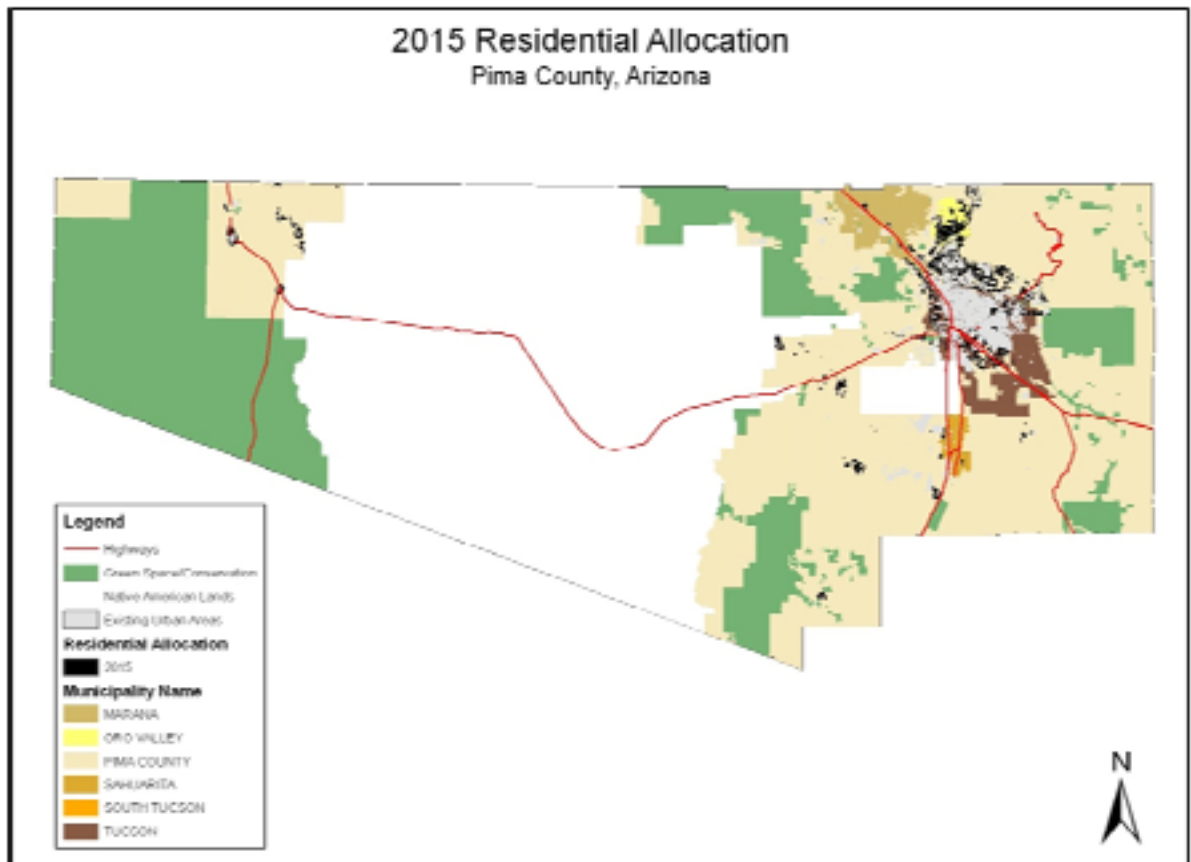 2015 Residential Allocation
Pima County, Arizona
Legend
Highways
Green Space/Conservation
Native American Lands
Existing Urban Areas
Residential Allocation
2015
Municipality Name
MARANA
ORO VALLEY
PIMA COUNTY
SAHUARITA
SOUTH TUCSON
TUCSON
N